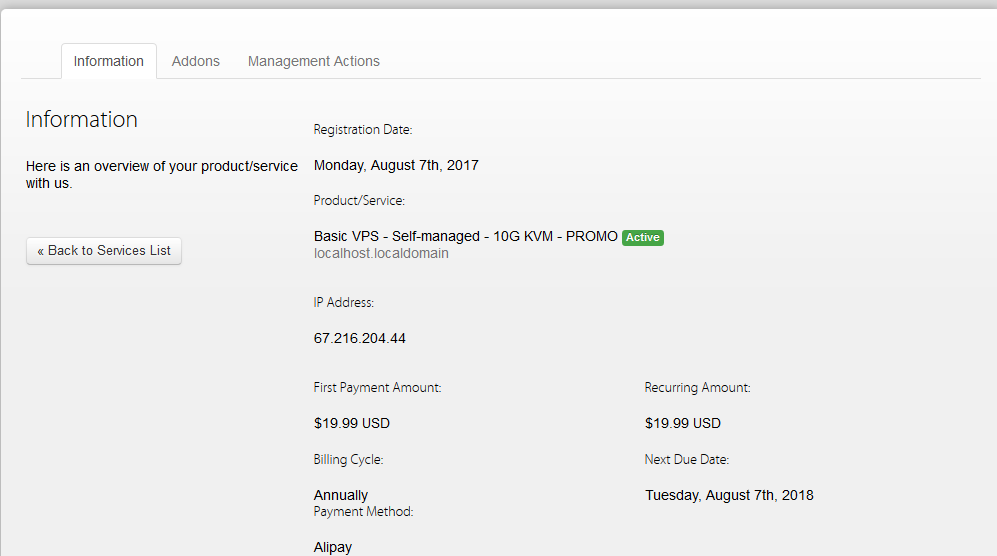 Information
Addons
Management Actions
Information
Here is an overview of your product/service
with us.
« Back to Services List
Registration Date:
Monday, August 7th, 2017
Product/Service:
Basic VPS - Self-managed - 10G KVM - PROMO Active
localhost.localdomain
IP Address:
67.216.204.44
First Payment Amount:
$19.99 USD
Recurring Amount:
$19.99 USD
Billing Cycle:
Annually
Next Due Date:
Tuesday, August 7th, 2018
Payment Method:
Alipay